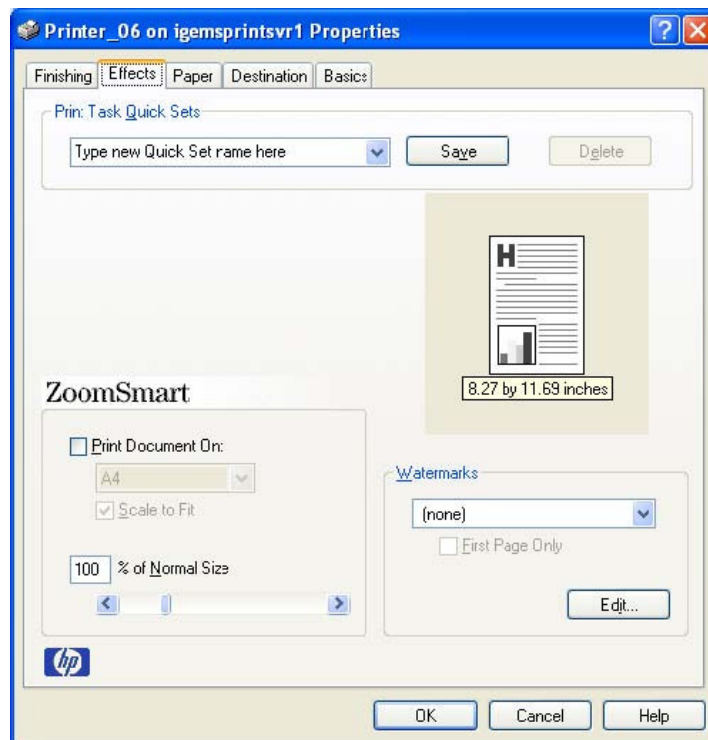 Printer_06 on igemsprintsvr1 Properties
Finishing Effects Paper Destination Basics
Print Task Quick Sets
Type new Quick Set name here Save Delete
H
8.27 by 11.69 inches
ZoomSmart
Print Document On:
A4
Scale to Fit
100 % of Normal Size
Watermarks
(none)
First Page Only
Edit...
hp
OK Cancel Help